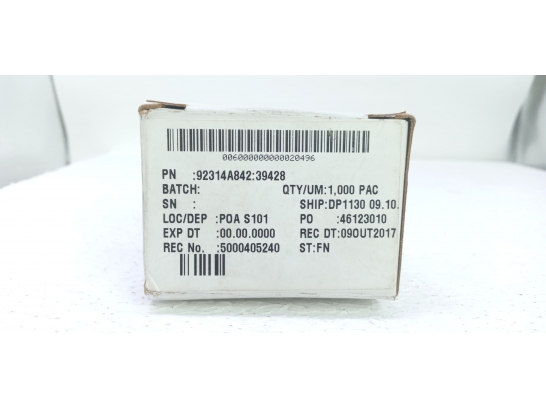 006000000000020496
PN :92314A842:39428
BATCH: QTY/UM:1,000 PAC
SN : SHIP:DP1130 09.10.
LOC/DEP :POA S101 PO :46123010
EXP DT :00.00.0000 REC DT:09OUT2017
REC No. :5000405240 ST:FN